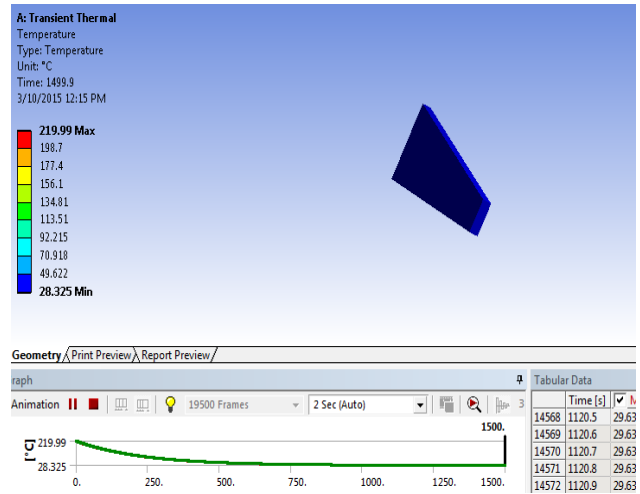 A: Transient Thermal
Temperature
Type: Temperature
Unit: °C
Time: 1499.9
3/10/2015 12:15 PM
219.99 Max
198.7
177.4
156.1
134.81
113.51
92.215
70.918
49.622
28.325 Min
Geometry Print Preview Report Preview
raph
Tabular Data
Animation 19500 Frames 2 Sec (Auto) 3
Time [s] M
14568 1120.5 29.63
14569 1120.6 29.63
14570 1120.7 29.63
14571 1120.8 29.63
14572 1120.9 29.63
1500.
[°C]
219.99
28.325
0. 250. 500. 750. 1000. 1250. 1500.